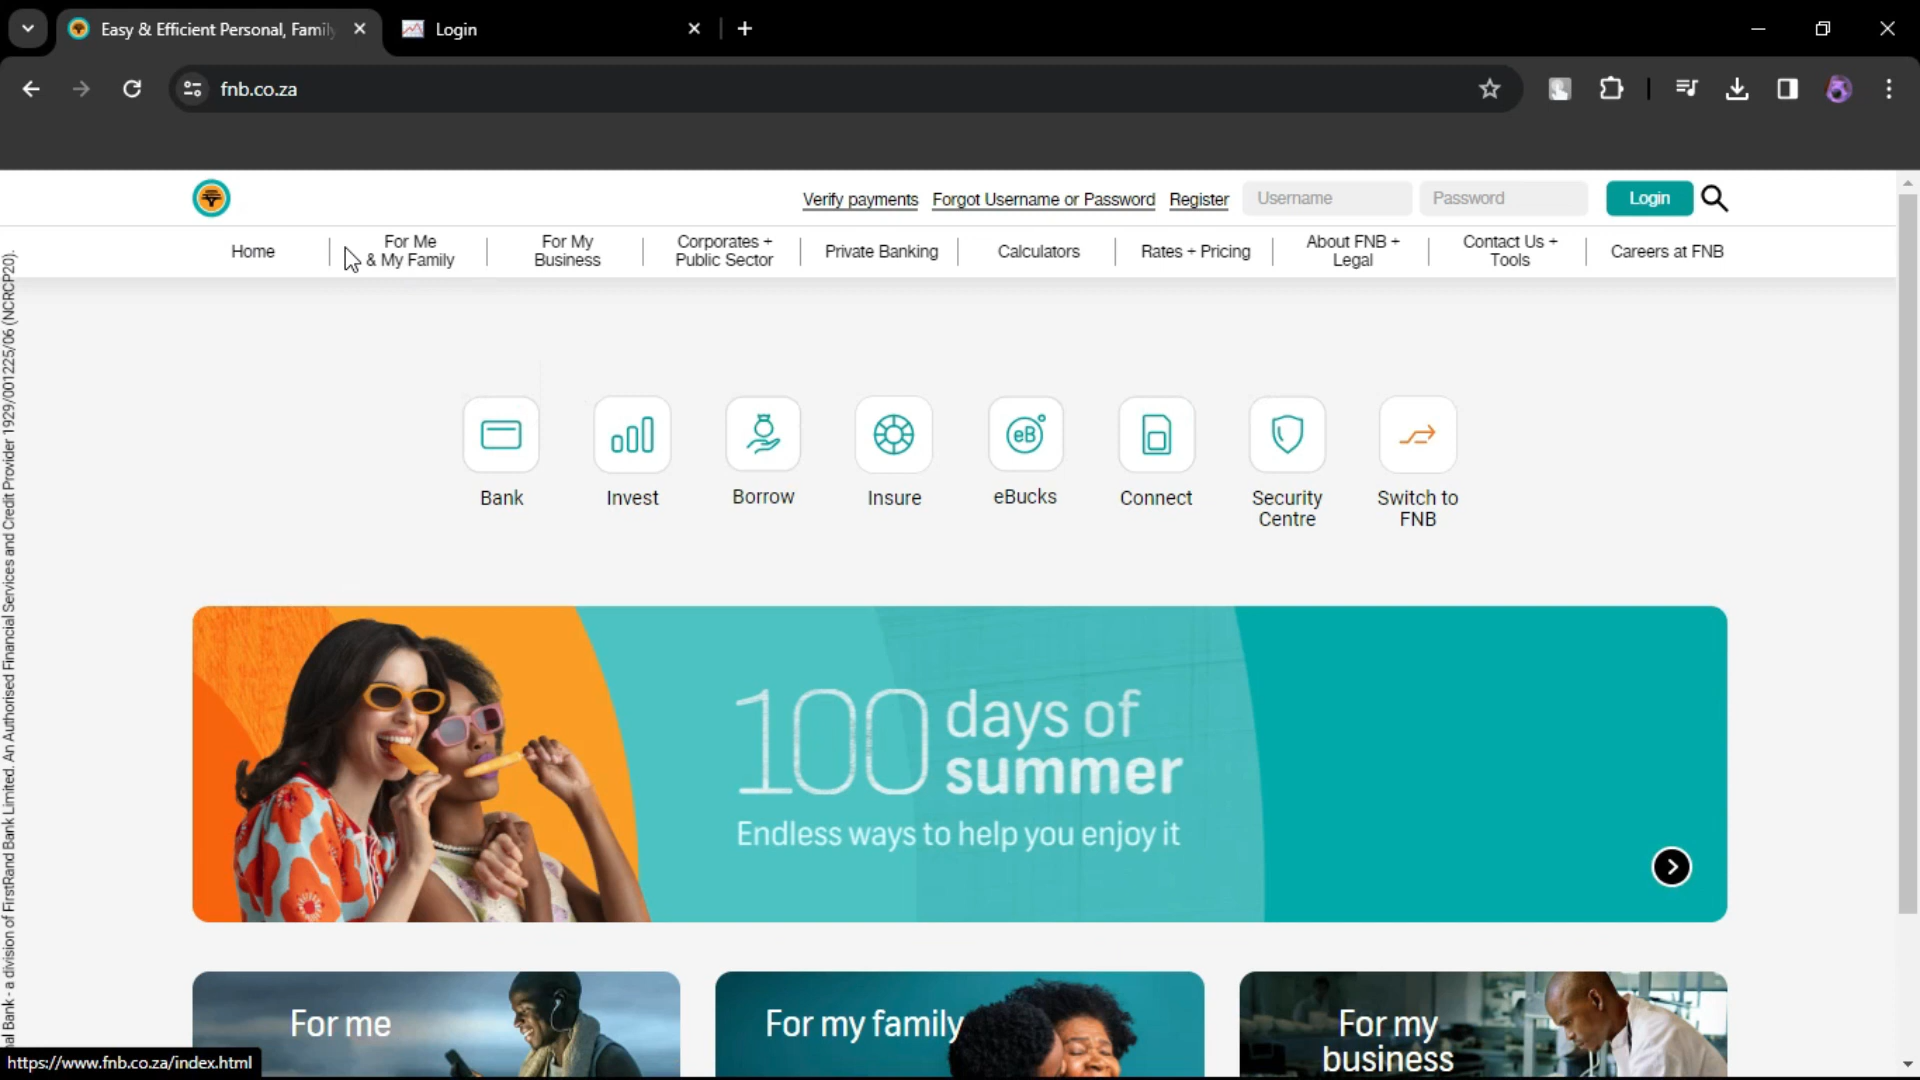 Easy & Efficient Personal, Family
Login
fnb.co.za
Verify payments Forgot Username or Password Register Username Password Login
Home
For Me
& My Family
For My
Business
Corporates +
Public Sector
Private Banking
Calculators
Rates + Pricing
About FNB +
Legal
Contact Us +
Tools
Careers at FNB
Bank
Invest
Borrow
Insure
eB
eBucks
Connect
Security
Centre
Switch to
FNB
100 days of
summer
Endless ways to help you enjoy it
For me
For my family
For my
business
nal Bank - a division of FirstRand Bank Limited. An Authorised Financial Services and Credit Provider 1929/001225/06 (NCRCP20).
https://www.fnb.co.za/index.html